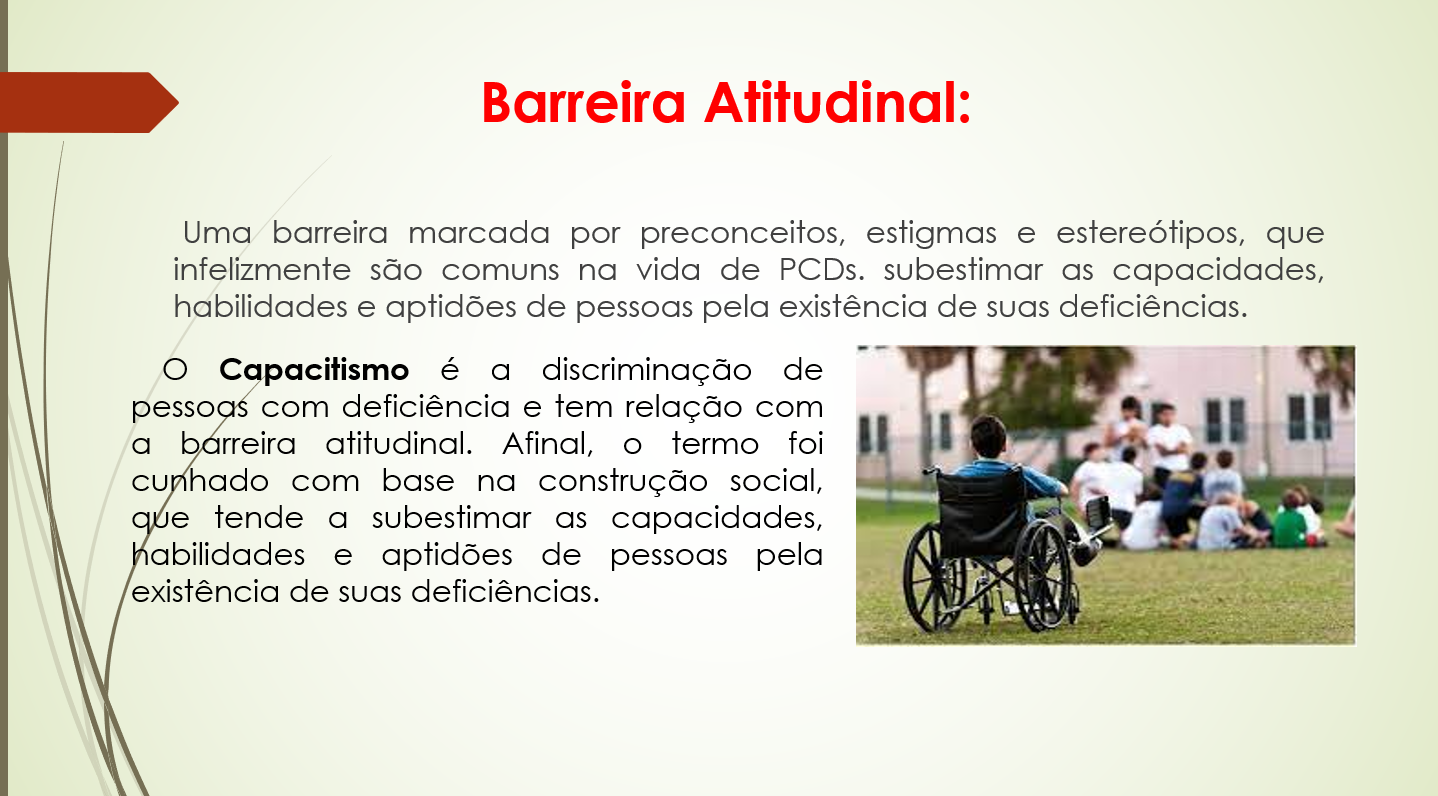 Barreira Atitudinal:
Uma barreira marcada por preconceitos, estigmas e estereótipos, que
infelizmente são comuns na vida de PCDs. subestimar as capacidades,
habilidades e aptidões de pessoas pela existência de suas deficiências.
O Capacitismo é a discriminação de
pessoas com deficiência e tem relação com
a barreira atitudinal. Afinal, o termo foi
cunhado com base na construção social,
que tende a subestimar as capacidades,
habilidades e aptidões de pessoas pela
existência de suas deficiências.